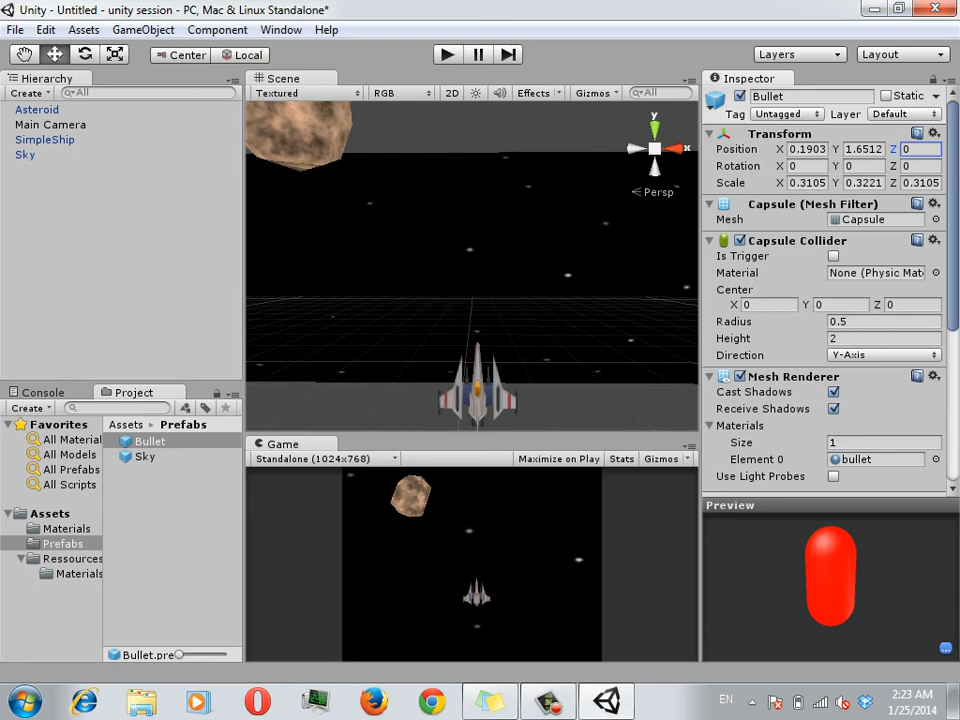 Unity - Untitled - unity session - PC, Mac & Linux Standalone*
File Edit Assets GameObject Component Window Help
Center Local Layers Layout
Hierarchy
Create All
Asteroid
Main Camera
SimpleShip
Sky
Scene
Textured RGB 2D Effects Gizmos All
y
x
Persp
Console Project
Create
Favorites
All Material
All Models
All Prefabs
All Scripts
Assets
Materials
Prefabs
Ressources
Materials
Assets Prefabs
Bullet
Sky
Bullet.pre
Game
Standalone (1024x768) Maximize on Play Stats Gizmos
Inspector
Bullet Static
Tag Untagged Layer Default
Transform
Position X 0.1903 Y 1.6512 Z 0
Rotation X 0 Y 0 Z 0
Scale X 0.3105 Y 0.3221 Z 0.3105
Capsule (Mesh Filter)
Mesh Capsule
Capsule Collider
Is Trigger
Material None (Physic Mat
Center
X 0 Y 0 Z 0
Radius 0.5
Height 2
Direction Y-Axis
Mesh Renderer
Cast Shadows
Receive Shadows
Materials
Size 1
Element 0 bullet
Use Light Probes
Preview
EN
2:23 AM
1/25/2014